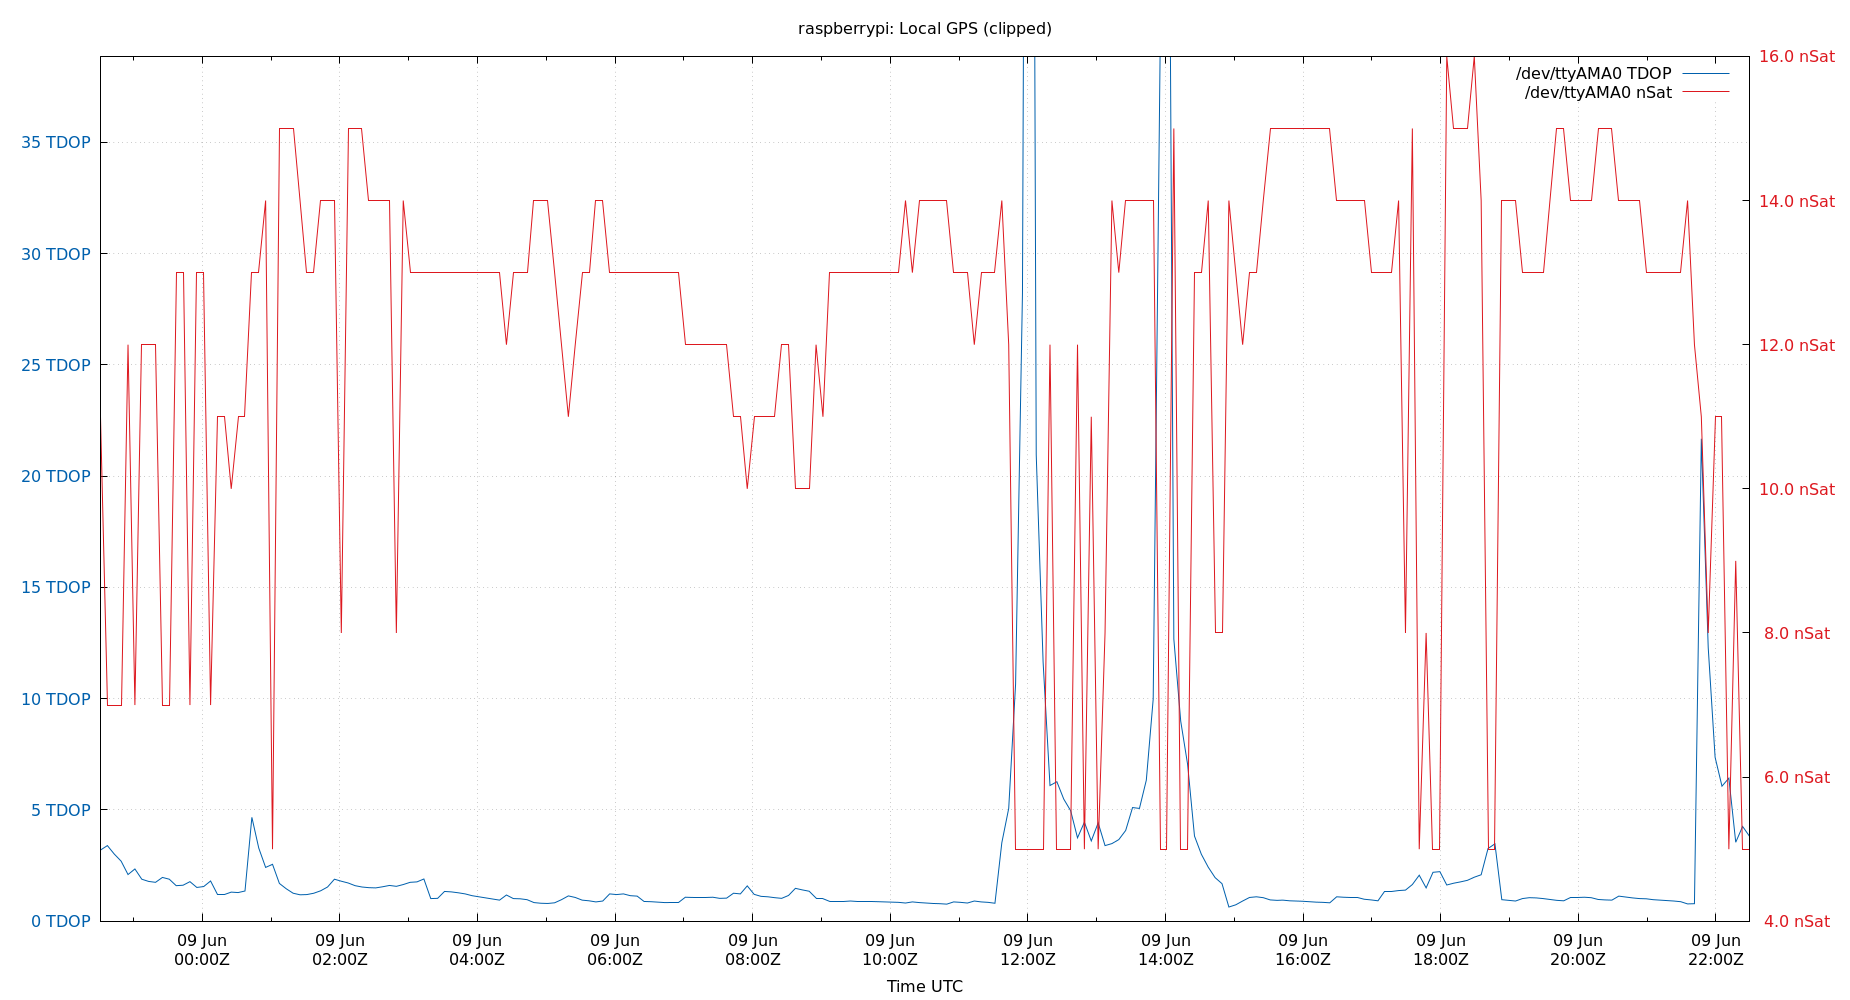 raspberrypi: Local GPS (clipped)
/dev/ttyAMA0 TDOP
/dev/ttyAMA0 nSat
35 TDOP
30 TDOP
25 TDOP
20 TDOP
15 TDOP
10 TDOP
5 TDOP
0 TDOP
16.0 nSat
14.0 nSat
12.0 nSat
10.0 nSat
8.0 nSat
6.0 nSat
4.0 nSat
09 Jun 09 Jun 09 Jun 09 Jun 09 Jun 09 Jun 09 Jun 09 Jun 09 Jun 09 Jun 09 Jun 09 Jun
00:00Z 02:00Z 04:00Z 06:00Z 08:00Z 10:00Z 12:00Z 14:00Z 16:00Z 18:00Z 20:00Z 22:00Z
Time UTC